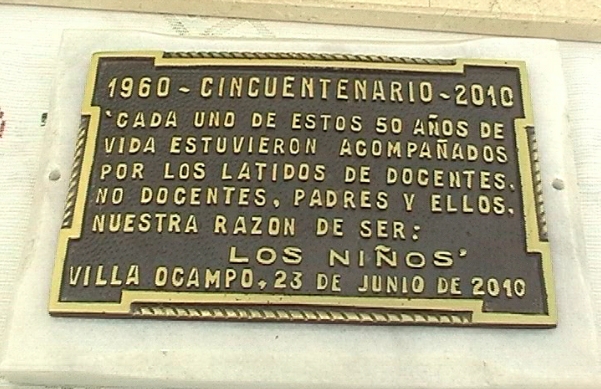 1960 - CINCUENTENARIO - 2010
'CADA UNO DE ESTOS 50 AÑOS DE
VIDA ESTUVIERON ACOMPAÑADOS
POR LOS LATIDOS DE DOCENTES,
NO DOCENTES, PADRES Y ELLOS,
NUESTRA RAZON DE SER:
LOS NIÑOS'
VILLA OCAMPO, 23 DE JUNIO DE 2010